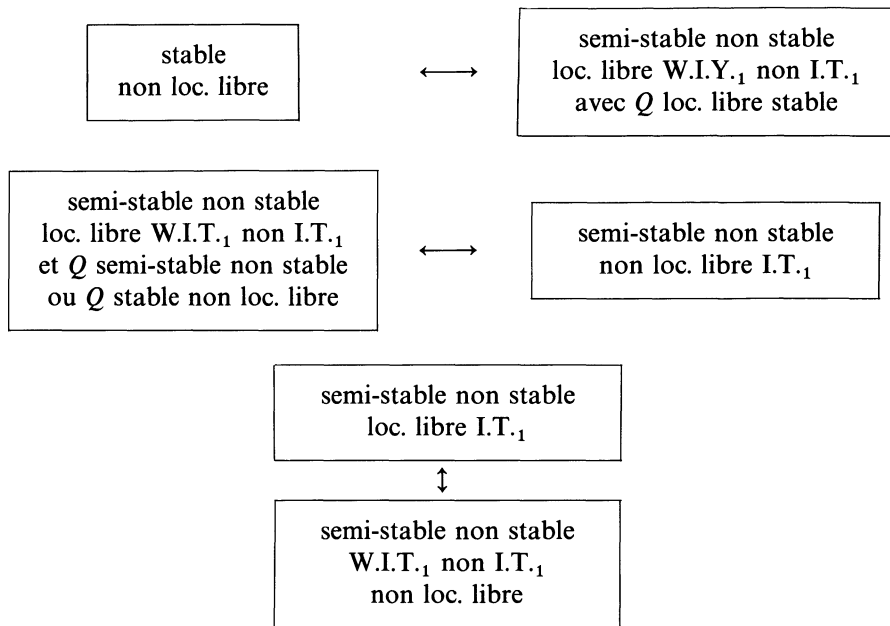 stable
non loc. libre
↔
semi-stable non stable
loc. libre W.I.Y.₁ non I.T.₁
avec Q loc. libre stable
semi-stable non stable
loc. libre W.I.T.₁ non I.T.₁
et Q semi-stable non stable
ou Q stable non loc. libre
↔
semi-stable non stable
non loc. libre I.T.₁
semi-stable non stable
loc. libre I.T.₁
↕
semi-stable non stable
W.I.T.₁ non I.T.₁
non loc. libre